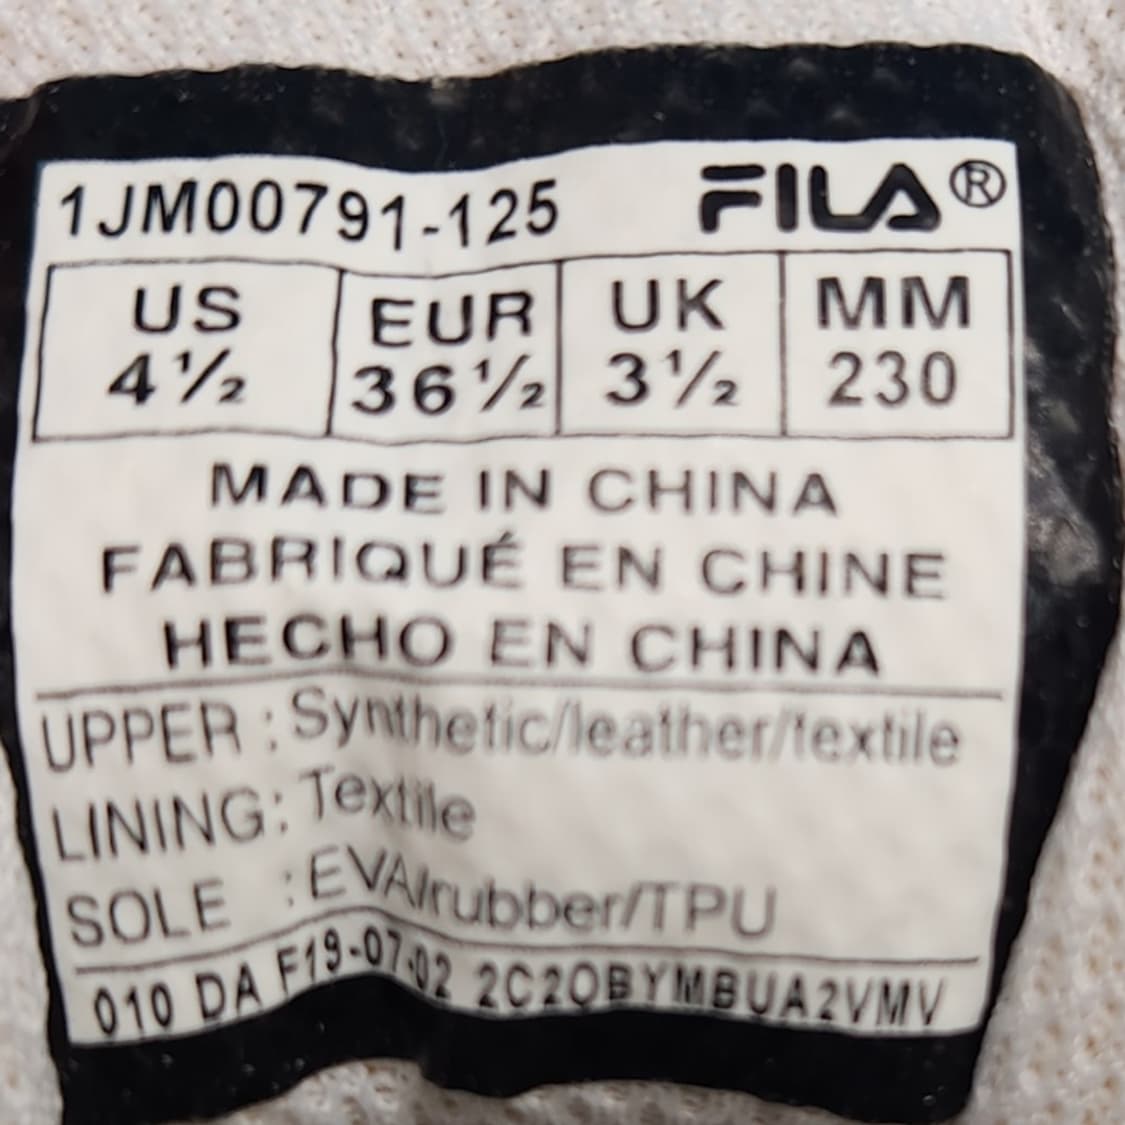 1JM00791-125 FILA®
US EUR UK MM
4½ 36½ 3½ 230
MADE IN CHINA
FABRIQUÉ EN CHINE
HECHO EN CHINA
UPPER : Synthetic/leather/textile
LINING: Textile
SOLE : EVA/rubber/TPU
010 DA F19-07-02 2C2QBYMBUA2VMV